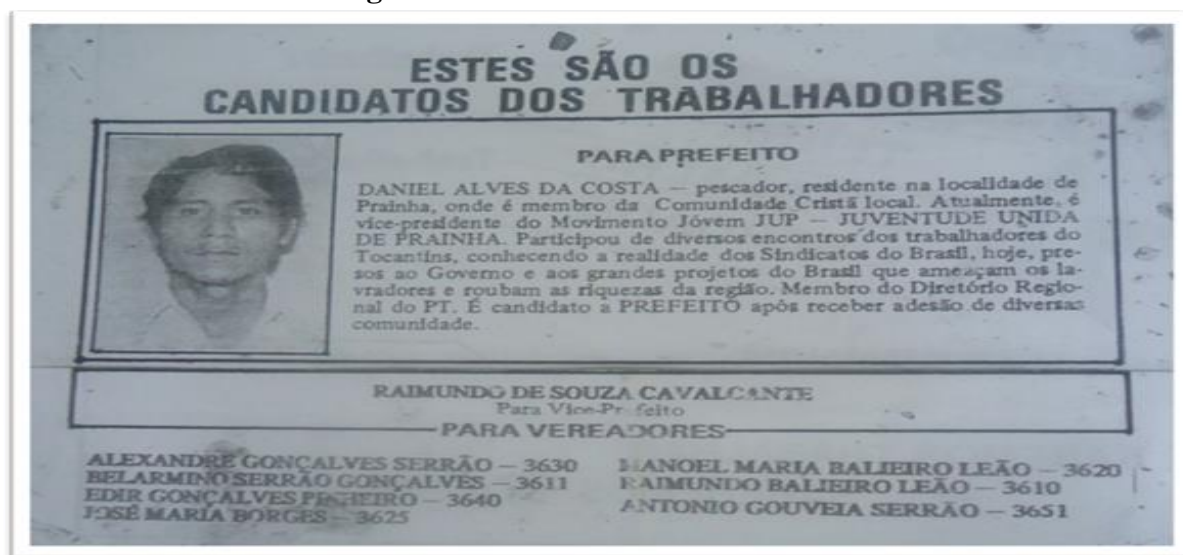 ESTES SÃO OS
CANDIDATOS DOS TRABALHADORES
PARA PREFEITO
DANIEL ALVES DA COSTA — pescador, residente na localidade de
Prainha, onde é membro da Comunidade Cristã local. Atualmente, é
vice-presidente do Movimento Jóvem JUP — JUVENTUDE UNIDA
DE PRAINHA. Participou de diversos encontros dos trabalhadores do
Tocantins, conhecendo a realidade dos Sindicatos do Brasil, hoje, pre-
sos ao Governo e aos grandes projetos do Brasil que ameaçam os la-
vradores e roubam as riquezas da região. Membro do Diretório Regio-
nal do PT. É candidato a PREFEITO após receber adesão de diversas
comunidade.
RAIMUNDO DE SOUZA CAVALCANTE
Para Vice-Prefeito
PARA VEREADORES
ALEXANDRE GONÇALVES SERRÃO — 3630
BELARMINO SERRÃO GONÇALVES — 3611
EDIR GONÇALVES PINHEIRO — 3640
JOSÉ MARIA BORGES — 3625
MANOEL MARIA BALIEIRO LEÃO — 3620
RAIMUNDO BALIEIRO LEÃO — 3610
ANTONIO GOUVEIA SERRÃO — 3651